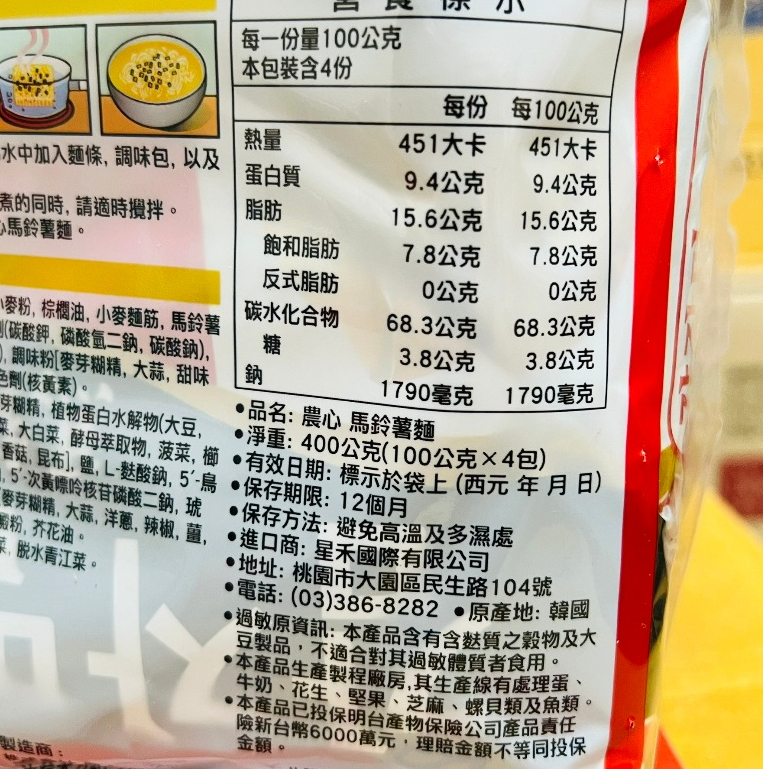 營養標示
每一份量100公克
本包裝含4份
每份 每100公克
熱量 451大卡 451大卡
蛋白質 9.4公克 9.4公克
脂肪 15.6公克 15.6公克
飽和脂肪 7.8公克 7.8公克
反式脂肪 0公克 0公克
碳水化合物 68.3公克 68.3公克
糖 3.8公克 3.8公克
鈉 1790毫克 1790毫克
水中加入麵條, 調味包, 以及
煮的同時, 請適時攪拌。
心馬鈴薯麵。
小麥粉, 棕櫚油, 小麥麵筋, 馬鈴薯
(碳酸鉀, 磷酸氫二鈉, 碳酸鈉),
, 調味粉[麥芽糊精, 大蒜, 甜味
色劑(核黃素)。
芽糊精, 植物蛋白水解物(大豆,
菜, 大白菜, 酵母萃取物, 菠菜, 櫛
香菇, 昆布], 鹽, L-麩酸鈉, 5′-鳥
, 5′-次黃嘌呤核苷磷酸二鈉, 琥
麥芽糊精, 大蒜, 洋蔥, 辣椒, 薑,
澱粉, 芥花油。
菜, 脫水青江菜。
製造商:
•品名: 農心 馬鈴薯麵
•淨重: 400公克(100公克×4包)
•有效日期: 標示於袋上 (西元 年 月 日)
•保存期限: 12個月
•保存方法: 避免高溫及多濕處
•進口商: 星禾國際有限公司
•地址: 桃園市大園區民生路104號
•電話: (03)386-8282 •原產地: 韓國
•過敏原資訊: 本產品含有含麩質之穀物及大
豆製品，不適合對其過敏體質者食用。
•本產品生產製程廠房,其生產線有處理蛋、
牛奶、花生、堅果、芝麻、螺貝類及魚類。
•本產品已投保明台產物保險公司產品責任
險新台幣6000萬元，理賠金額不等同投保
金額。